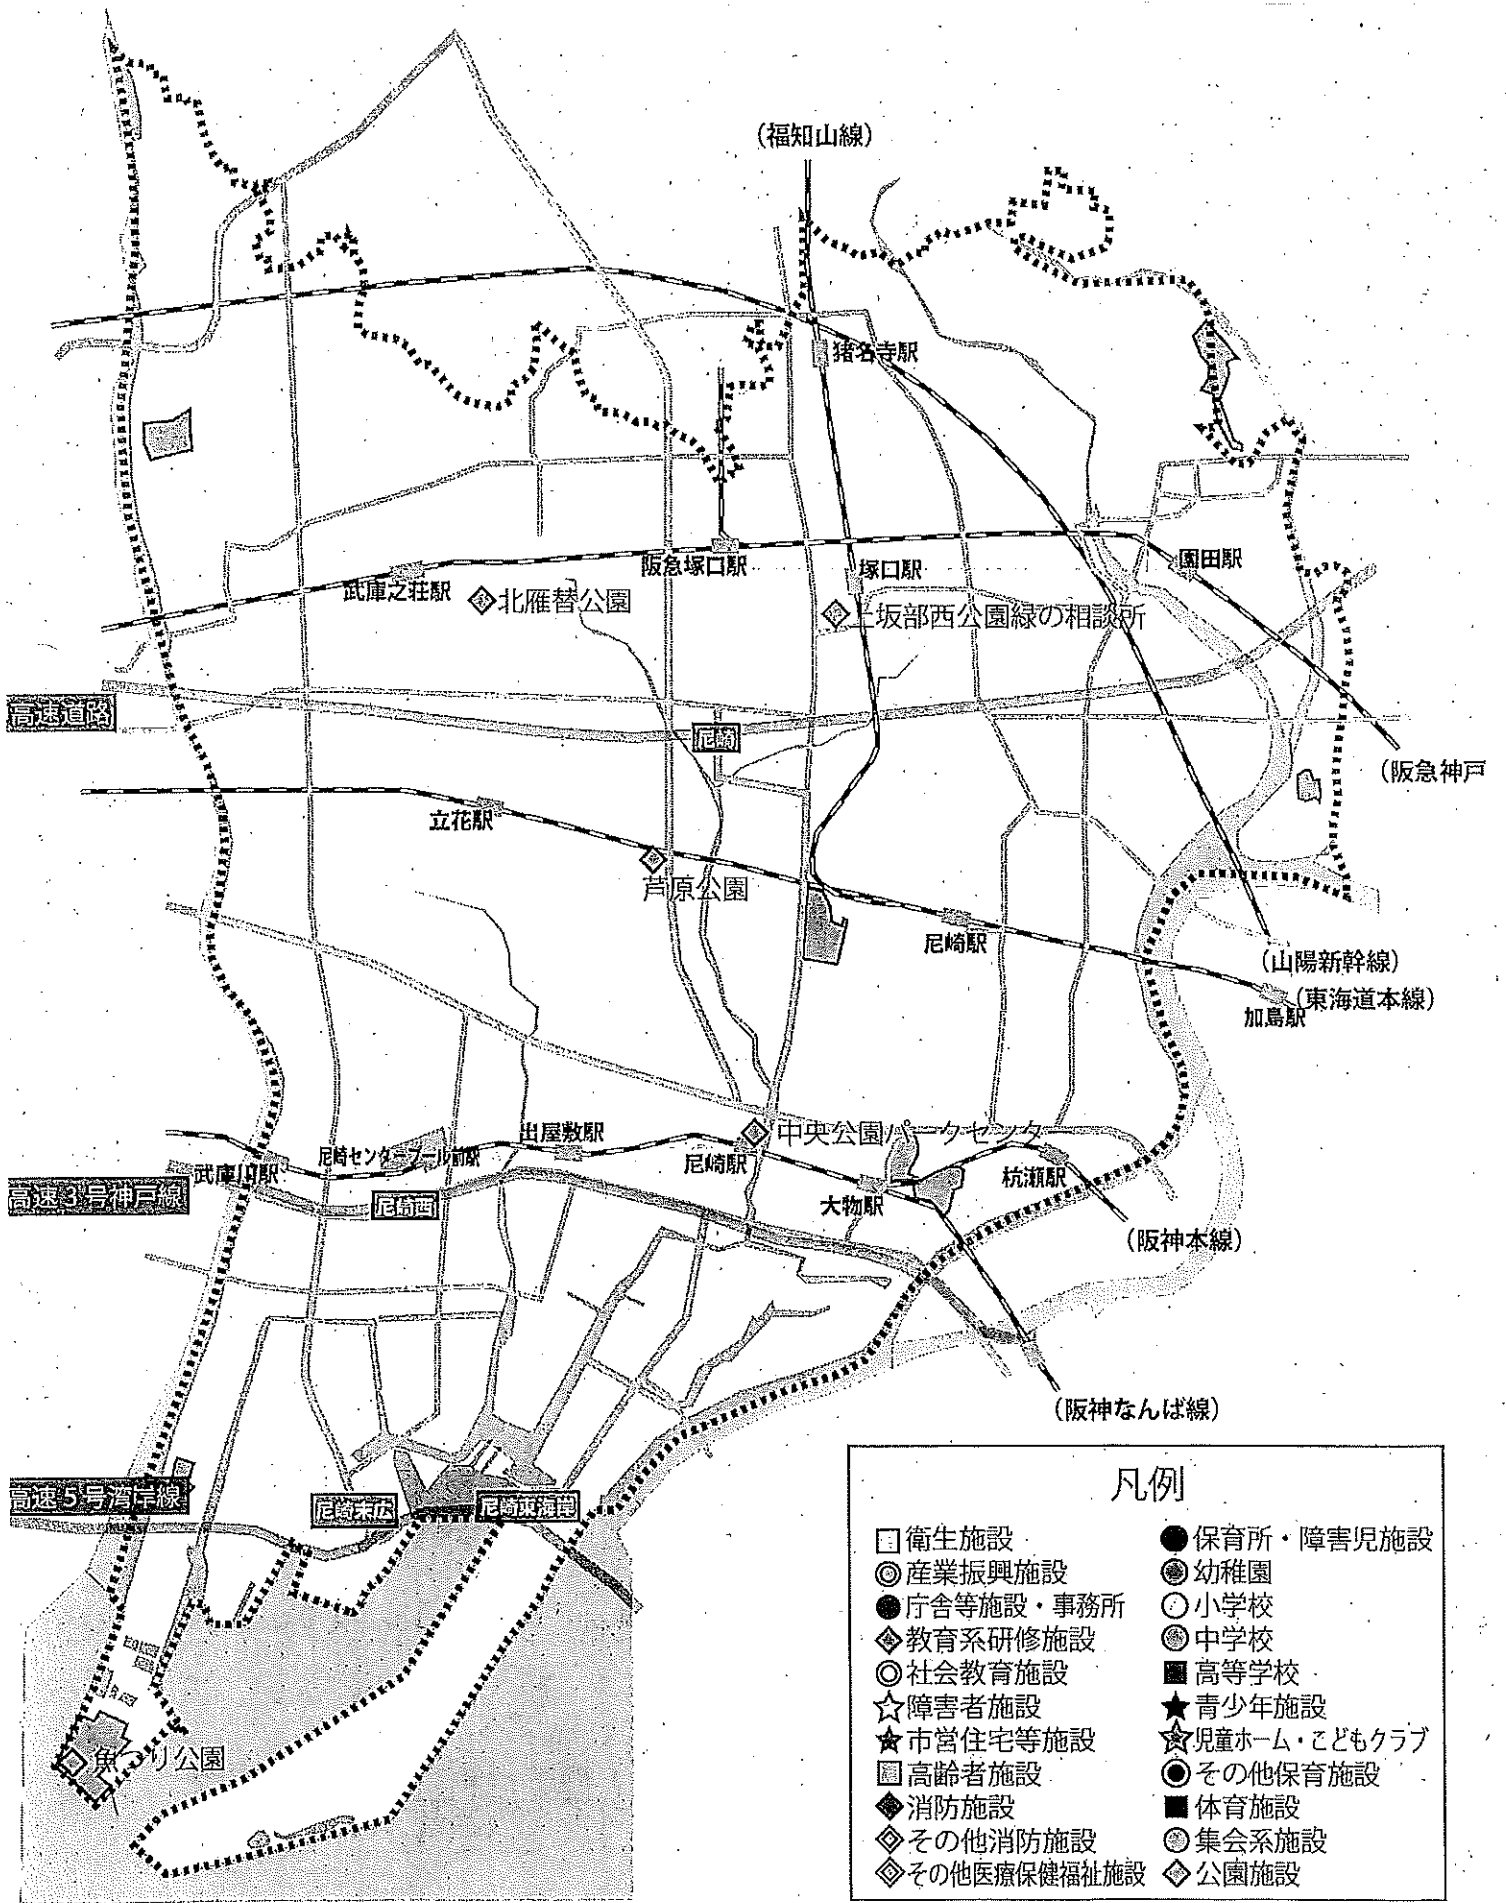 (福知山線)
猪名寺駅
阪急塚口駅
塚口駅
園田駅
武庫之荘駅
北雁替公園
上坂部西公園緑の相談所
高速道路
尼崎
(阪急神戸
立花駅
芦原公園
尼崎駅
(山陽新幹線)
(東海道本線)
加島駅
出屋敷駅
中央公園パークセンター
尼崎センタープール前駅
尼崎駅
武庫川駅
杭瀬駅
高速3号神戸線
尼崎西
大物駅
(阪神本線)
(阪神なんば線)
高速5号湾岸線
尼崎末広
尼崎東海岸
魚つり公園
凡例
衛生施設
産業振興施設
庁舎等施設・事務所
教育系研修施設
社会教育施設
障害者施設
市営住宅等施設
高齢者施設
消防施設
その他消防施設
その他医療保健福祉施設
保育所・障害児施設
幼稚園
小学校
中学校
高等学校
青少年施設
児童ホーム・こどもクラブ
その他保育施設
体育施設
集会系施設
公園施設